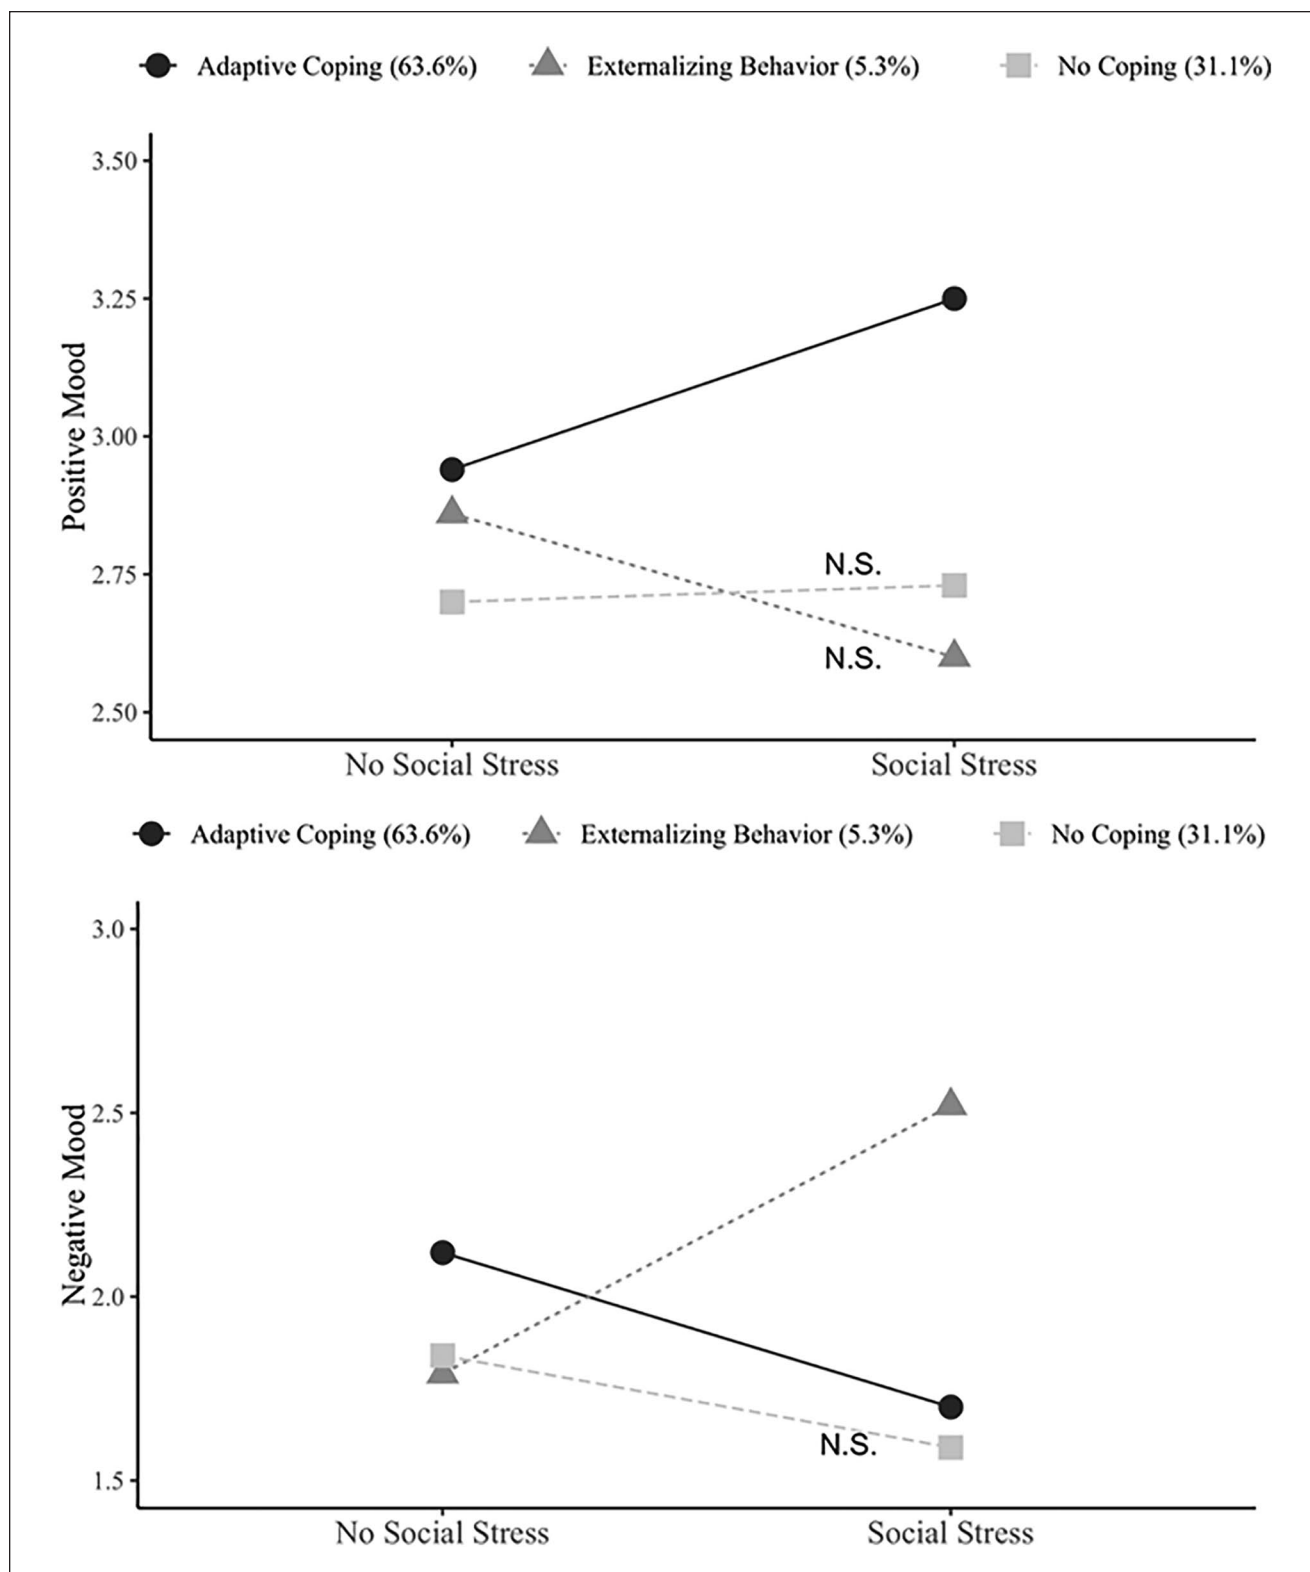 Adaptive Coping (63.6%) Externalizing Behavior (5.3%) No Coping (31.1%)
3.50
3.25
3.00
2.75
2.50
Positive Mood
N.S.
N.S.
No Social Stress Social Stress
Adaptive Coping (63.6%) Externalizing Behavior (5.3%) No Coping (31.1%)
3.0
2.5
2.0
1.5
Negative Mood
N.S.
No Social Stress Social Stress